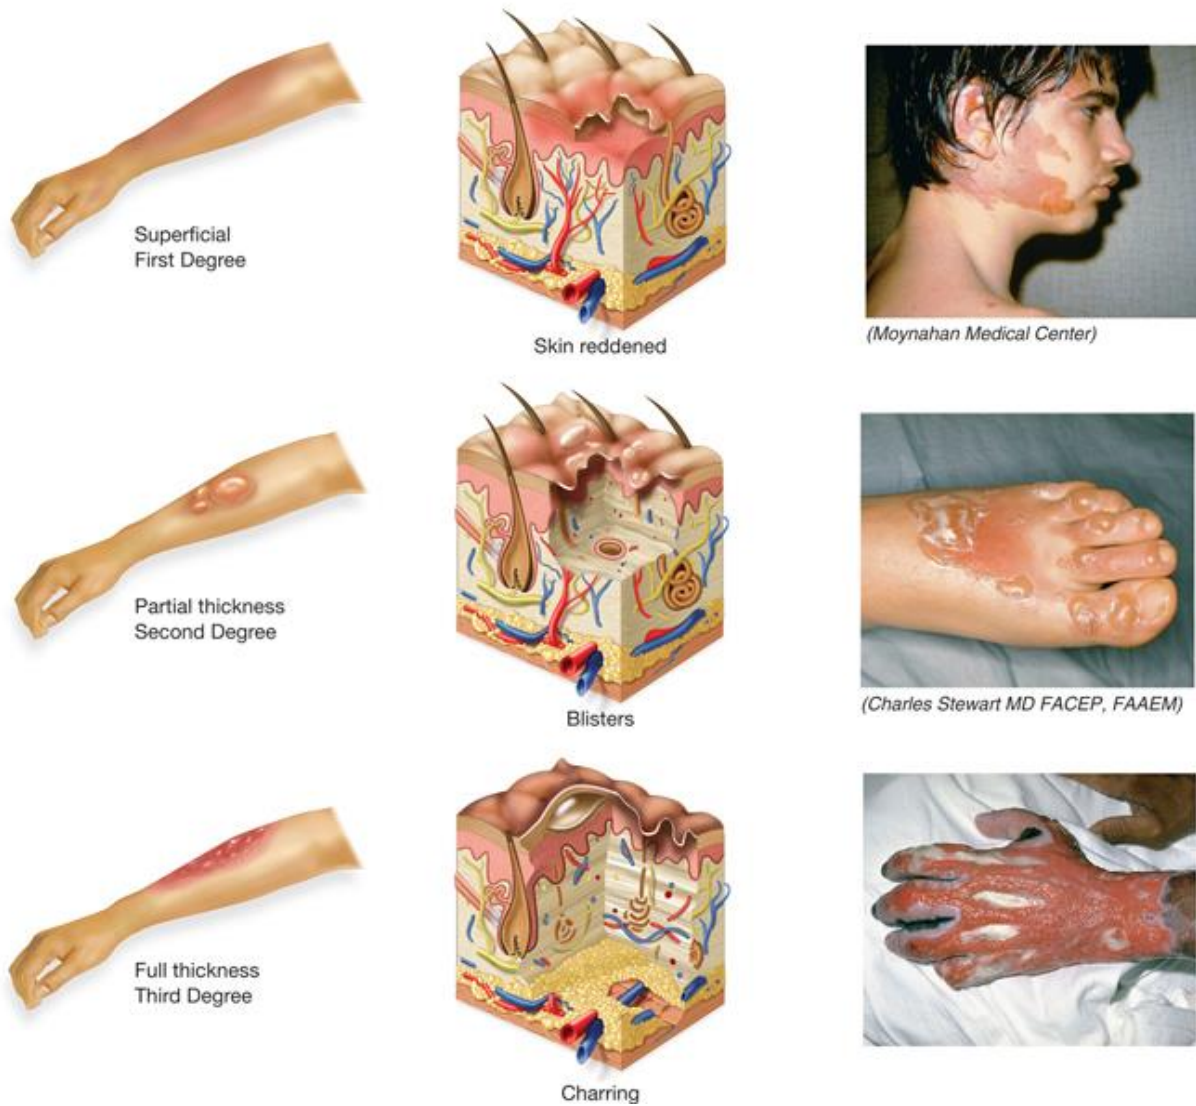 Superficial
First Degree
Skin reddened
(Moynahan Medical Center)
Partial thickness
Second Degree
Blisters
(Charles Stewart MD FACEP, FAAEM)
Full thickness
Third Degree
Charring